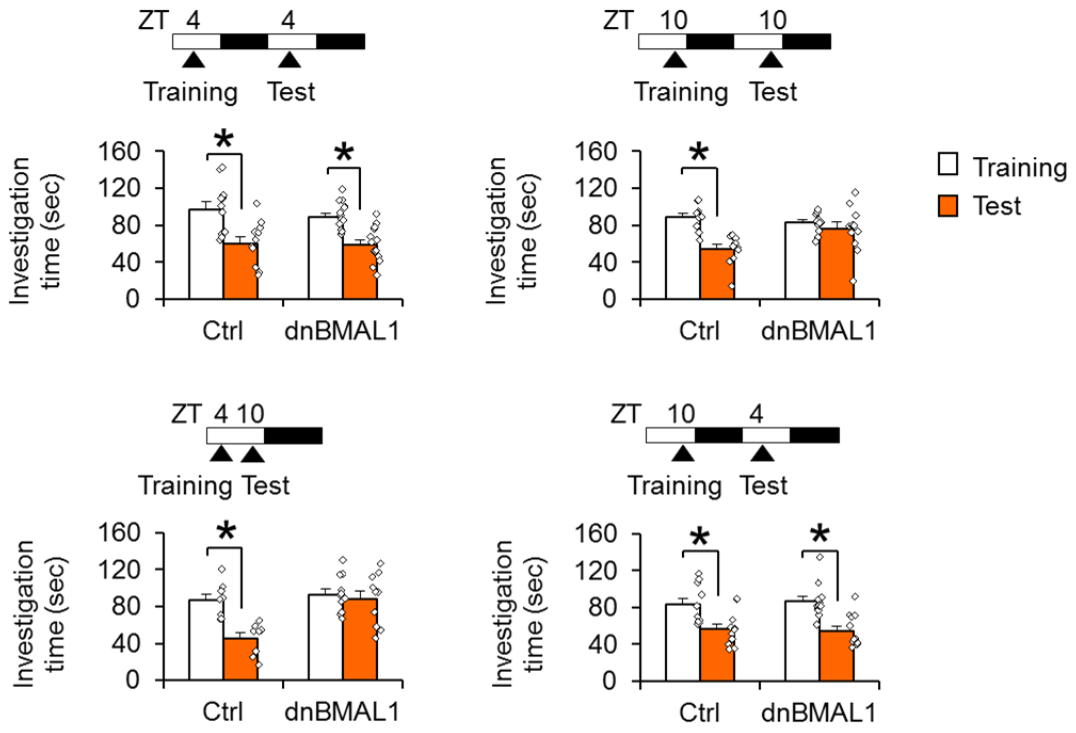 ZT 4 4
Training Test
*
*
160
120
80
40
0
Investigation
time (sec)
Ctrl dnBMAL1
ZT 10 10
Training Test
*
160
120
80
40
0
Investigation
time (sec)
Ctrl dnBMAL1
Training
Test
ZT 4 10
Training Test
*
160
120
80
40
0
Investigation
time (sec)
Ctrl dnBMAL1
ZT 10 4
Training Test
*
*
160
120
80
40
0
Investigation
time (sec)
Ctrl dnBMAL1